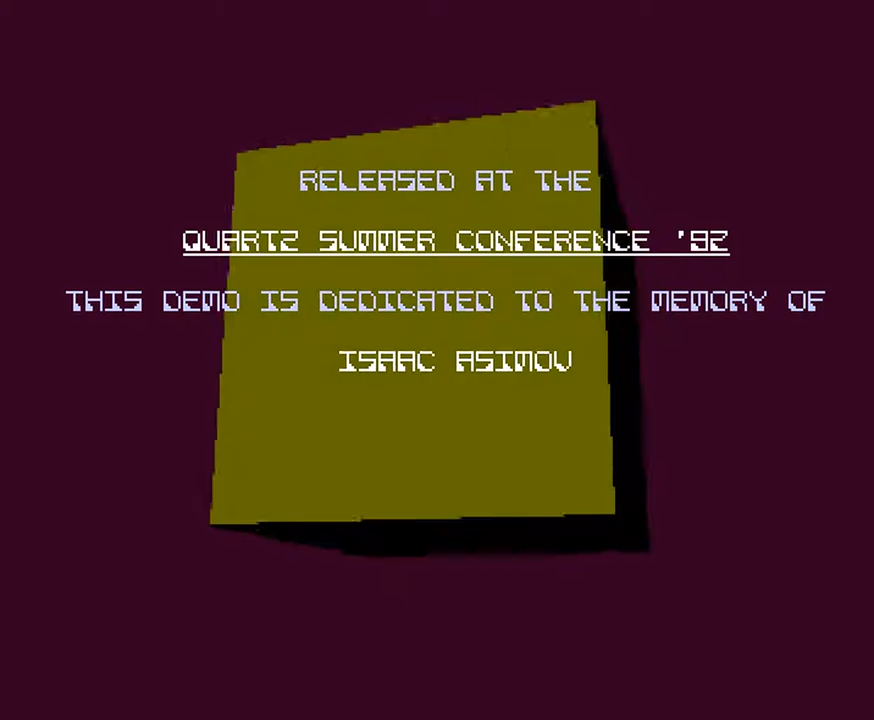 RELEASED AT THE
QUARTZ SUMMER CONFERENCE '92
THIS DEMO IS DEDICATED TO THE MEMORY OF
ISAAC ASIMOV